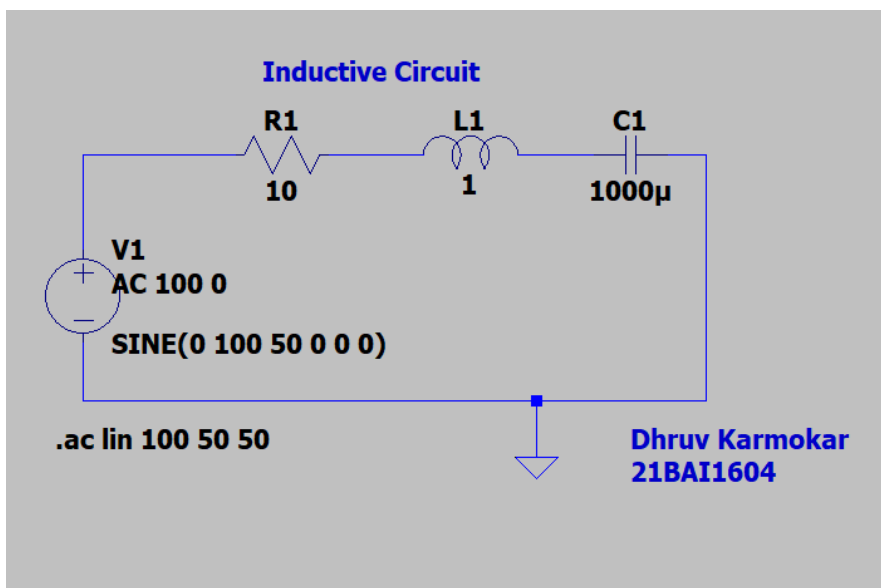 Inductive Circuit
R1
L1
C1
10
1
1000µ
V1
AC 100 0
SINE(0 100 50 0 0 0)
.ac lin 100 50 50
Dhruv Karmokar
21BAI1604